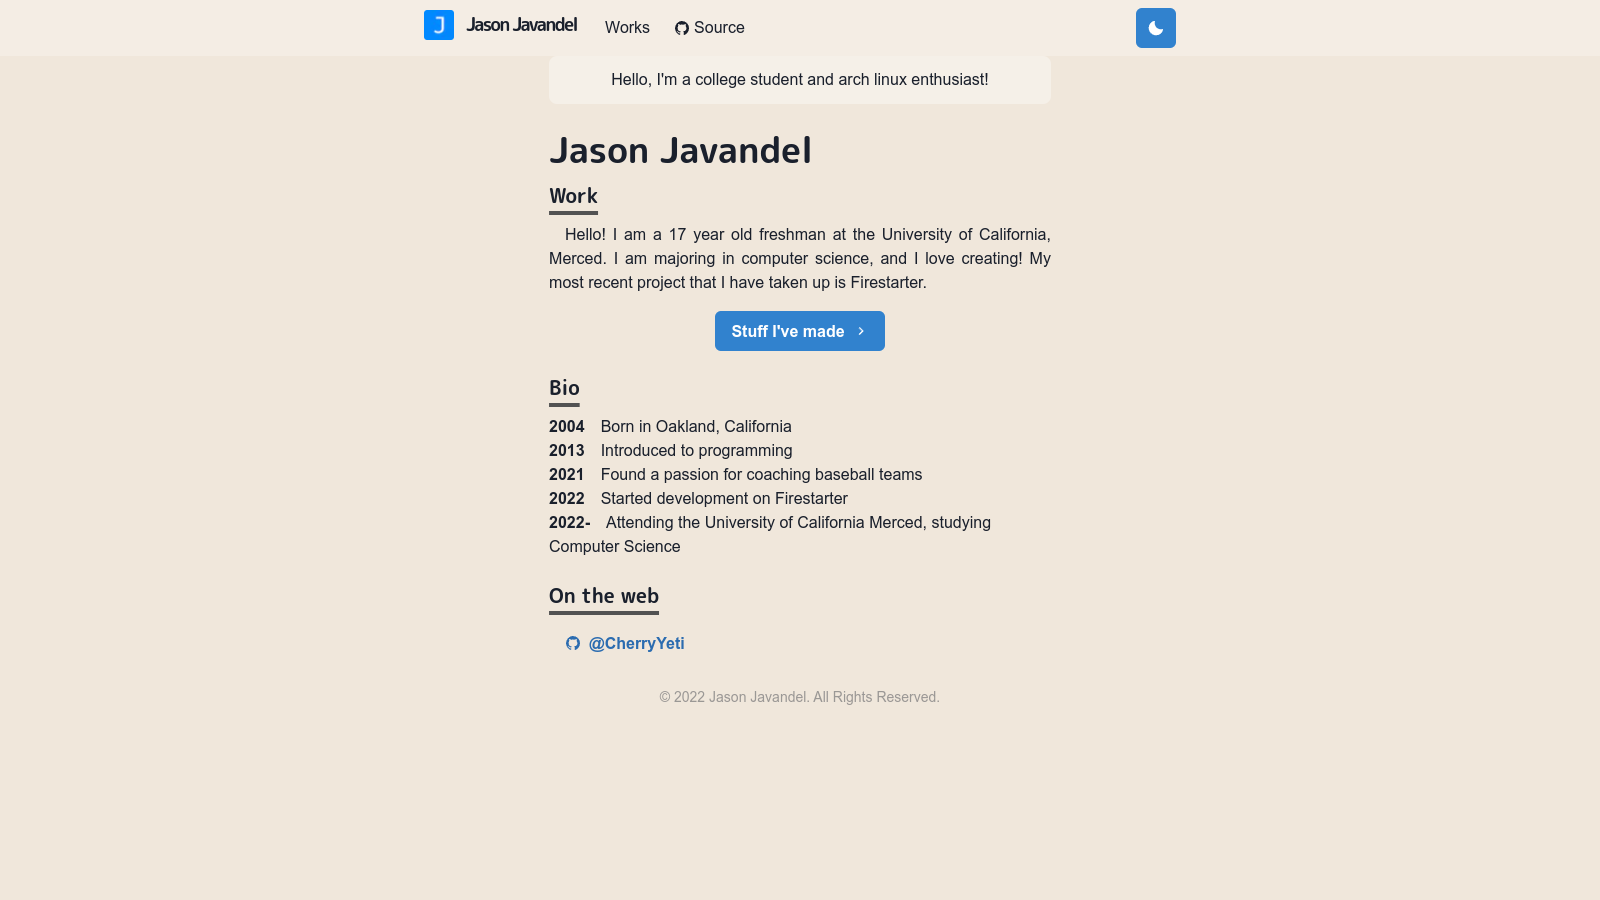 J Jason Javandel Works Source
Hello, I'm a college student and arch linux enthusiast!
Jason Javandel
Work
Hello! I am a 17 year old freshman at the University of California,
Merced. I am majoring in computer science, and I love creating! My
most recent project that I have taken up is Firestarter.
Stuff I've made
Bio
2004 Born in Oakland, California
2013 Introduced to programming
2021 Found a passion for coaching baseball teams
2022 Started development on Firestarter
2022- Attending the University of California Merced, studying
Computer Science
On the web
@CherryYeti
© 2022 Jason Javandel. All Rights Reserved.